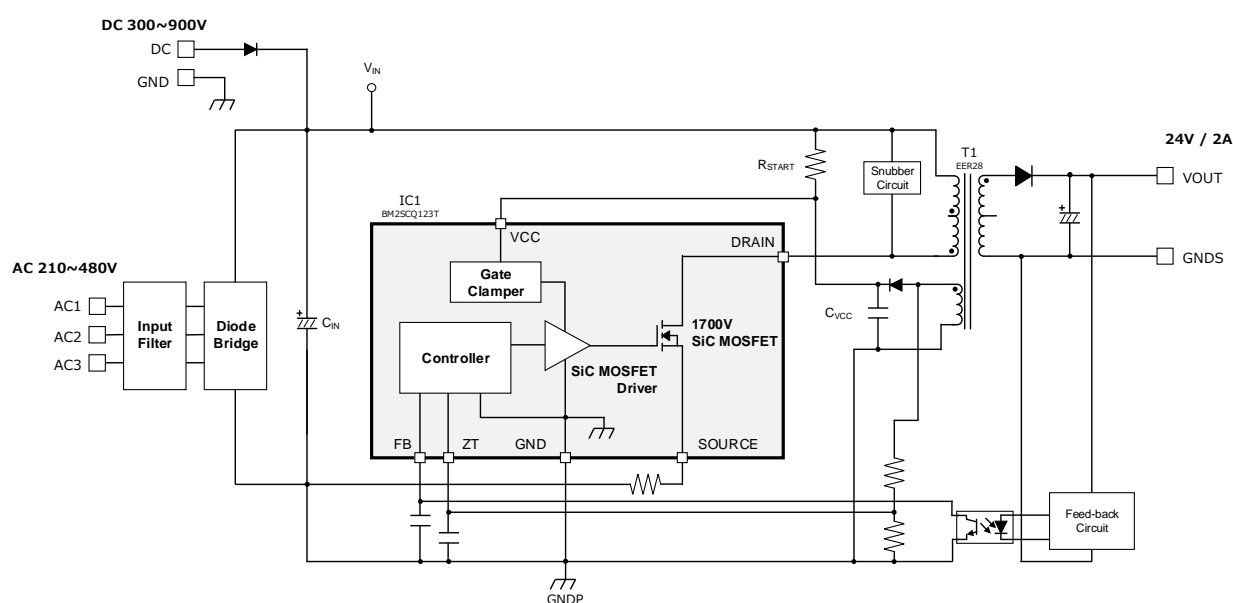 DC 300~900V
DC
GND
VIN
24V / 2A
T1
EER28
RSTART
Snubber
Circuit
VOUT
IC1
BM2SCQ123T
VCC
DRAIN
GNDS
AC 210~480V
Gate
Clamper
AC1
AC2
AC3
Input
Filter
Diode
Bridge
CIN
CVCC
1700V
SiC MOSFET
Controller
SiC MOSFET
Driver
FB
ZT
GND
SOURCE
Feed-back
Circuit
GNDP